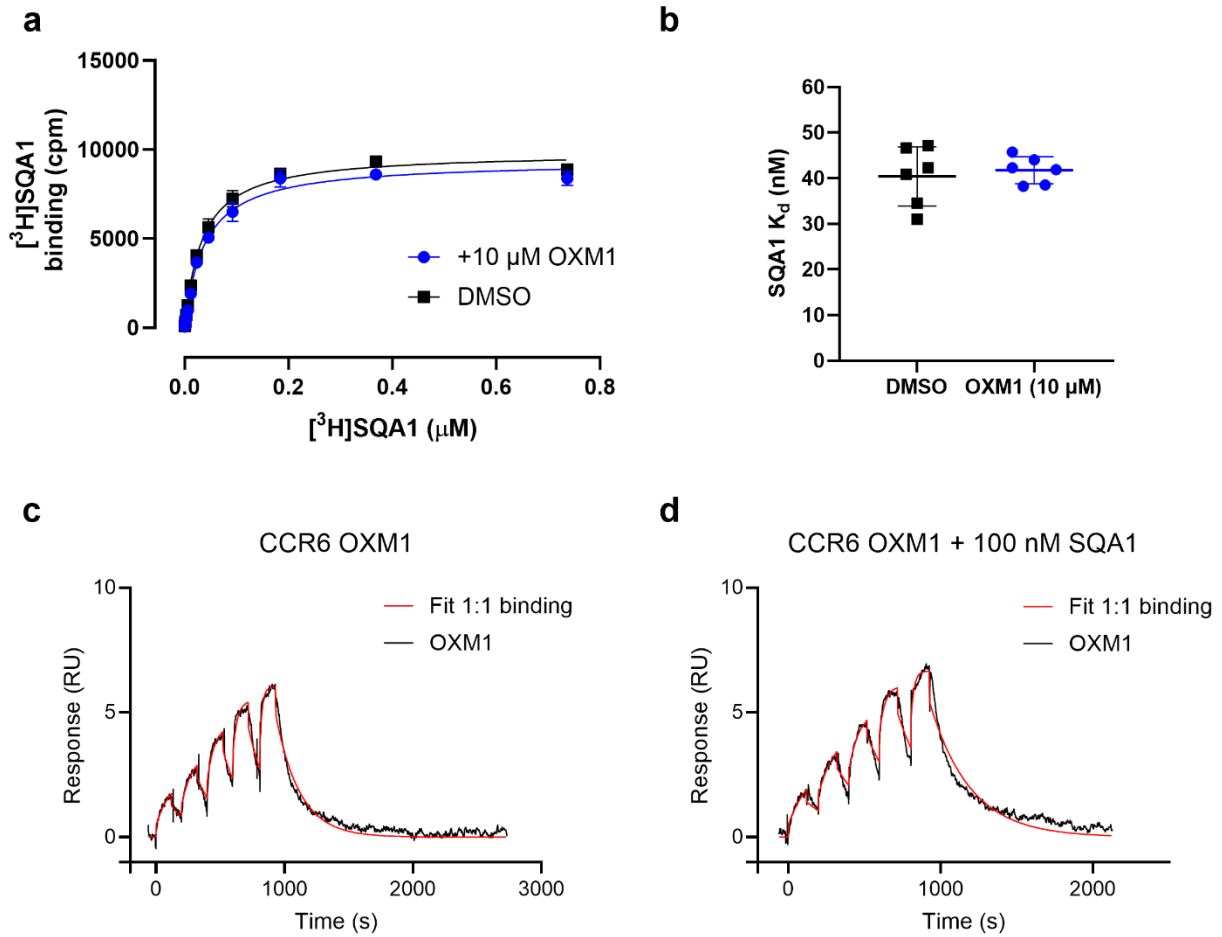 a
[³H]SQA1
binding (cpm)
15000
10000
5000
0
+10 µM OXM1
DMSO
0.0 0.2 0.4 0.6 0.8
[³H]SQA1 (μM)
b
SQA1 Kd (nM)
60
50
40
30
20
10
0
DMSO OXM1 (10 µM)
c
CCR6 OXM1
Response (RU)
10
5
0
Fit 1:1 binding
OXM1
0 1000 2000 3000
Time (s)
d
CCR6 OXM1 + 100 nM SQA1
Response (RU)
10
5
0
Fit 1:1 binding
OXM1
0 1000 2000
Time (s)